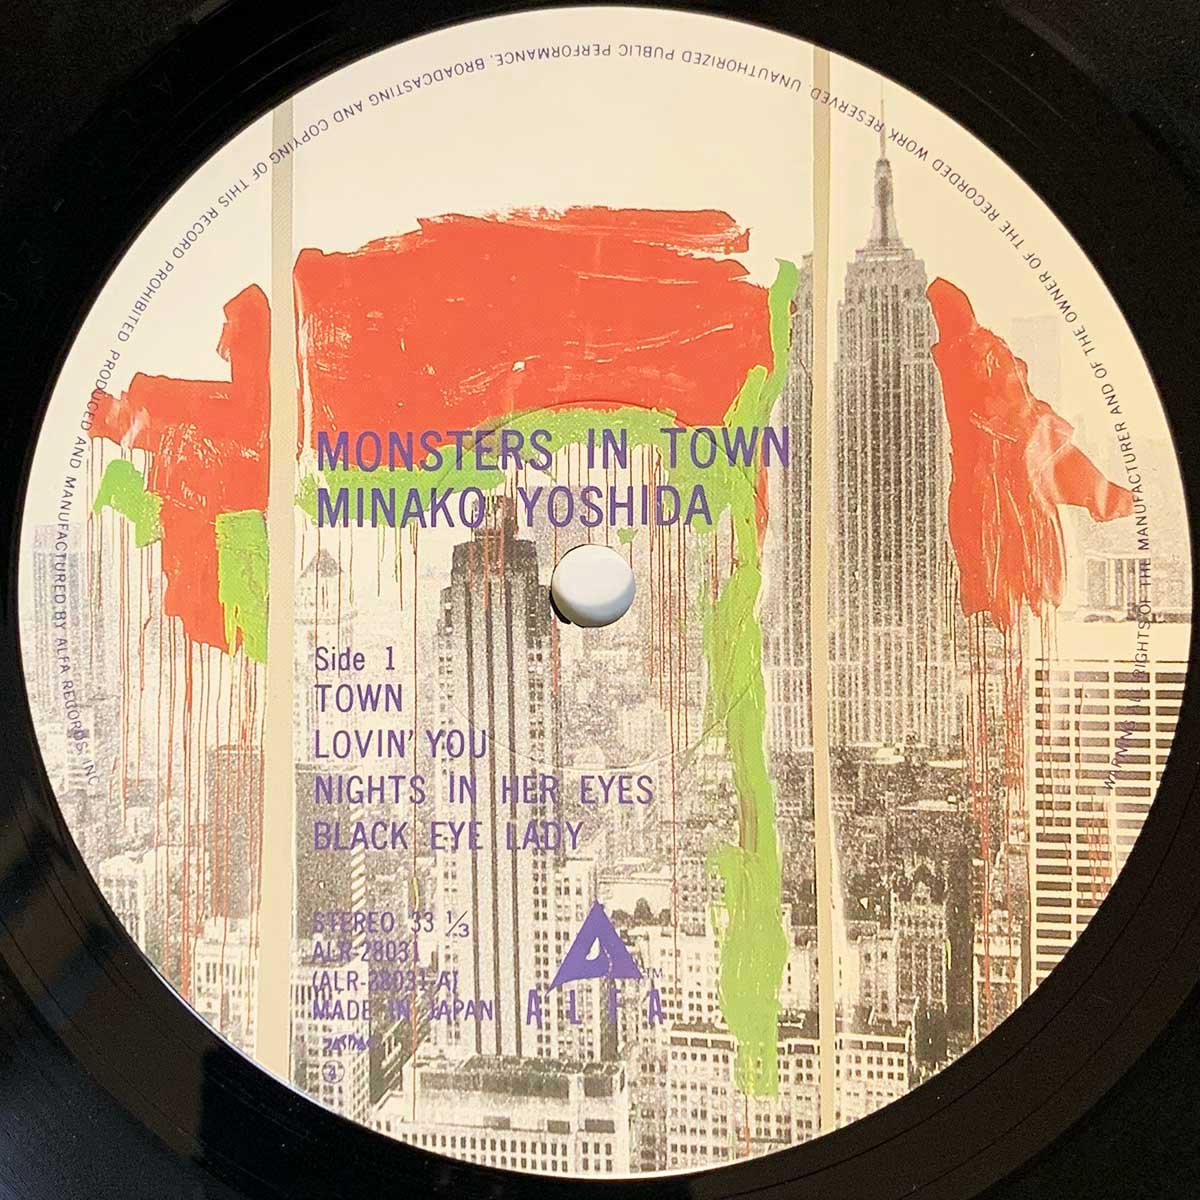 MONSTERS IN TOWN
MINAKO YOSHIDA
Side 1
TOWN
LOVIN' YOU
NIGHTS IN HER EYES
BLACK EYE LADY
STEREO 33 1/3
ALR-28031
(ALR-28031-A)
MADE IN JAPAN
JASRAC
ALFA
TM
ALL RIGHTS OF THE MANUFACTURER AND OF THE OWNER OF THE RECORDED WORK RESERVED. UNAUTHORIZED PUBLIC PERFORMANCE. BROADCASTING AND COPYING OF THIS RECORD PROHIBITED PRODUCED AND MANUFACTURED BY ALFA RECORDS, INC.